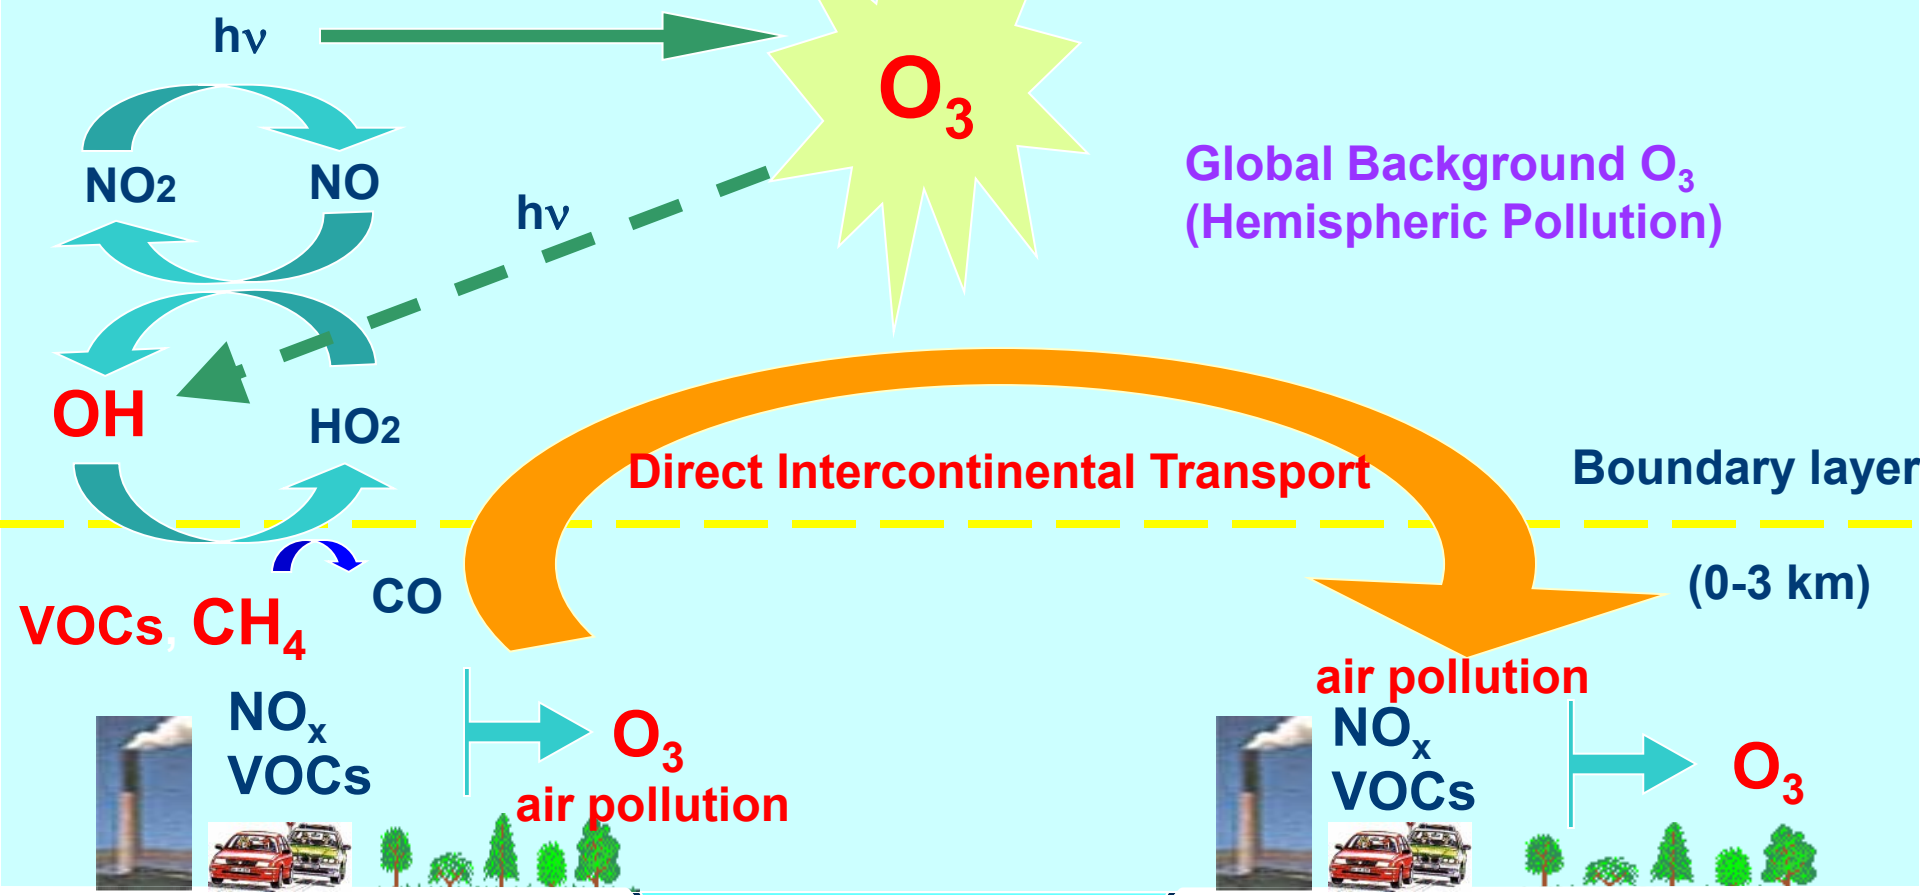 hν
O₃
NO2
NO
hν
Global Background O₃
(Hemispheric Pollution)
OH
HO2
Direct Intercontinental Transport
Boundary layer
(0-3 km)
CO
VOCs, CH₄
air pollution
NOₓ
VOCs
O₃
air pollution
NOₓ
VOCs
O₃